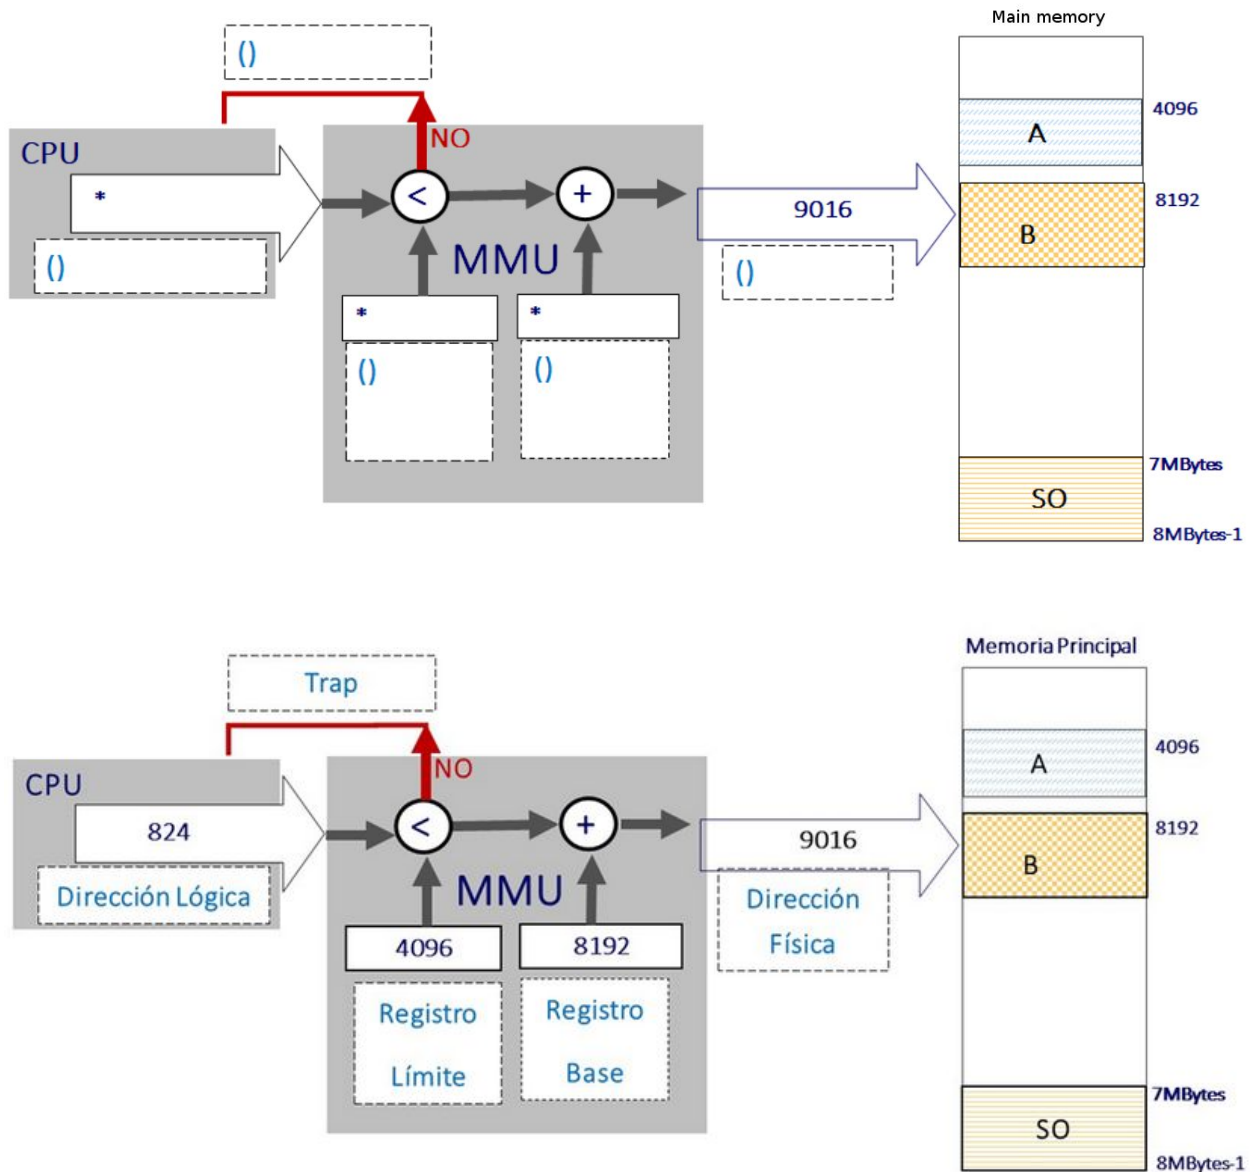 Main memory
()
4096
NO
CPU
A
*
<
+
9016
8192
()
MMU
()
B
*
*
()
()
7MBytes
SO
8MBytes-1
Memoria Principal
Trap
4096
NO
CPU
A
824
<
+
9016
8192
Dirección Lógica
MMU
Dirección
Física
B
4096
8192
Registro
Límite
Registro
Base
7MBytes
SO
8MBytes-1